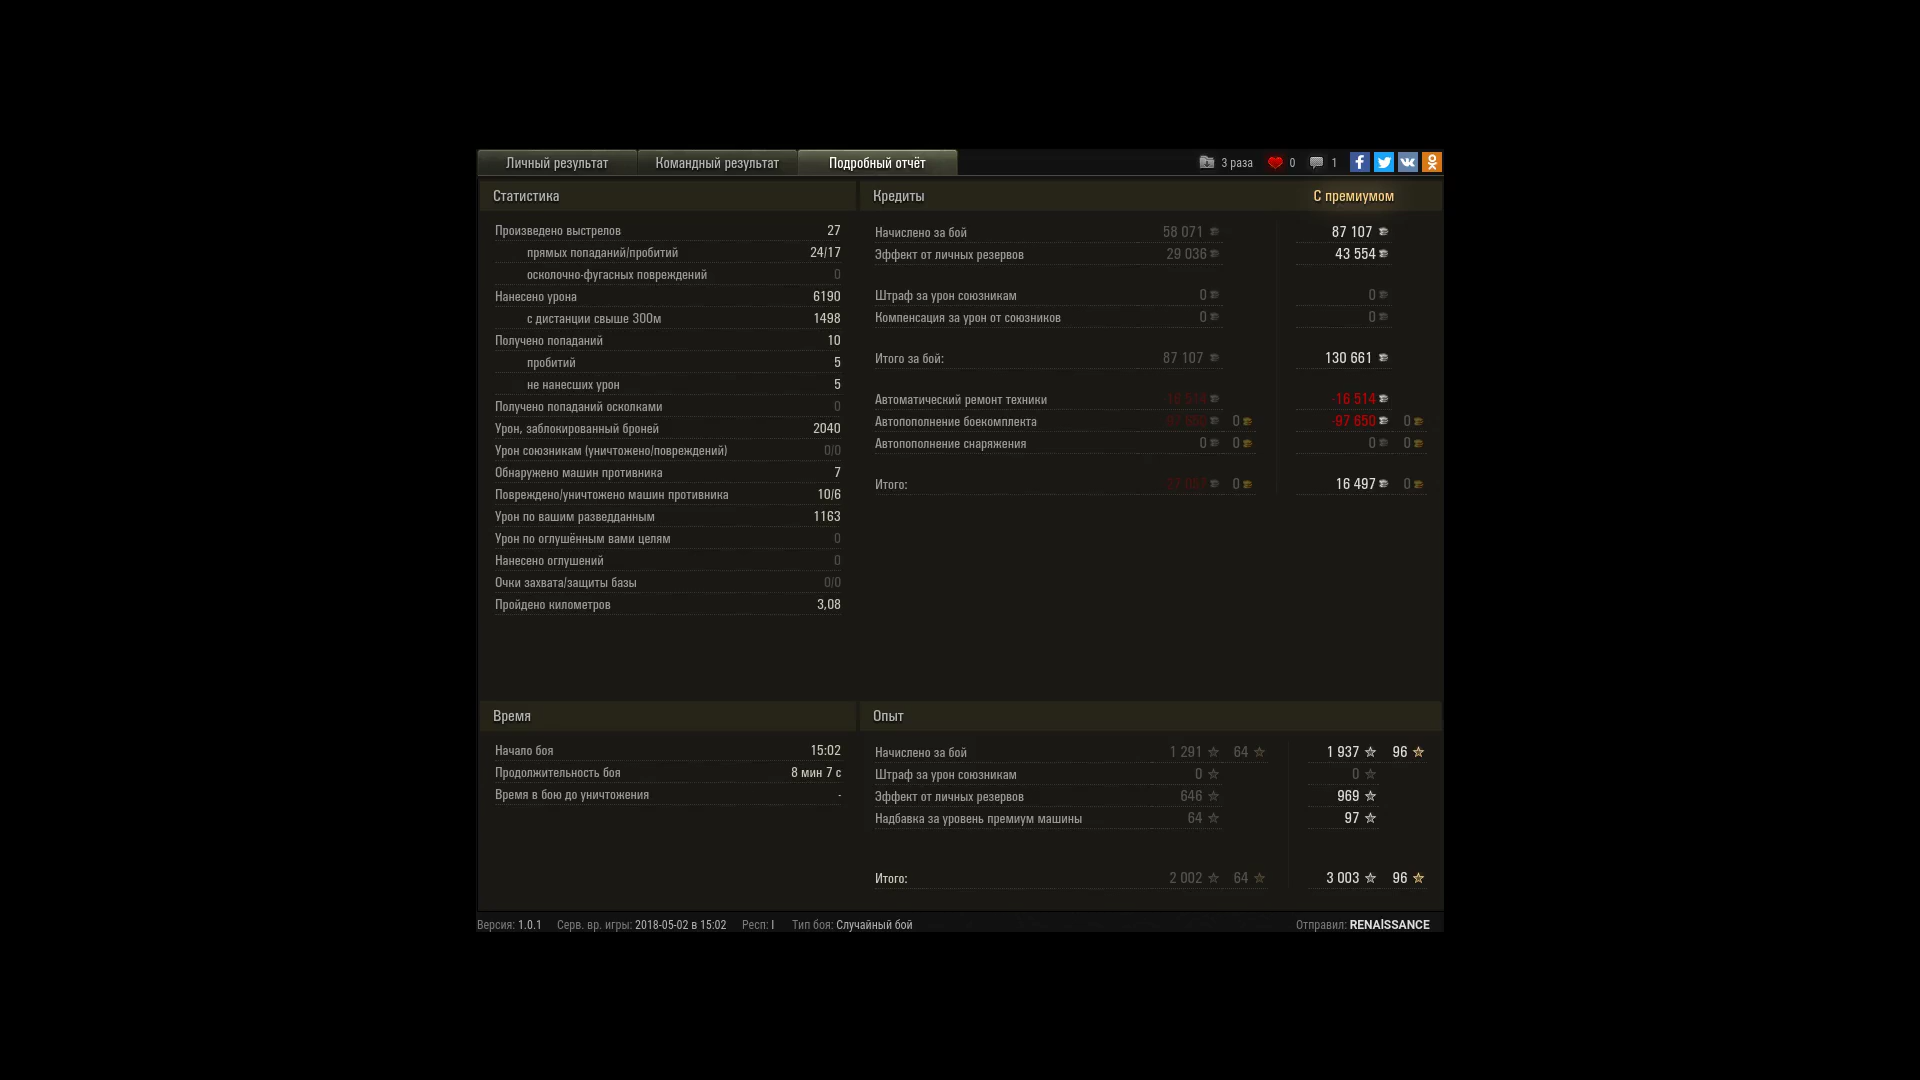 Личный результат Командный результат Подробный отчёт 3 раза 0 1
Статистика
Произведено выстрелов 27
прямых попаданий/пробитий 24/17
осколочно-фугасных повреждений 0
Нанесено урона 6190
с дистанции свыше 300м 1498
Получено попаданий 10
пробитий 5
не нанесших урон 5
Получено попаданий осколками 0
Урон, заблокированный броней 2040
Урон союзникам (уничтожено/повреждений) 0/0
Обнаружено машин противника 7
Повреждено/уничтожено машин противника 10/6
Урон по вашим разведданным 1163
Урон по оглушённым вами целям 0
Нанесено оглушений 0
Очки захвата/защиты базы 0/0
Пройдено километров 3,08
Кредиты С премиумом
Начислено за бой 58 071 87 107
Эффект от личных резервов 29 036 43 554
Штраф за урон союзникам 0 0
Компенсация за урон от союзников 0 0
Итого за бой: 87 107 130 661
Автоматический ремонт техники -16 514 -16 514
Автопополнение боекомплекта -97 650 0 -97 650 0
Автопополнение снаряжения 0 0 0 0
Итого: 0 16 497 0
Время
Начало боя 15:02
Продолжительность боя 8 мин 7 с
Время в бою до уничтожения -
Опыт
Начислено за бой 1 291 64 1 937 96
Штраф за урон союзникам 0 0
Эффект от личных резервов 646 969
Надбавка за уровень премиум машины 64 97
Итого: 2 002 64 3 003 96
Версия: 1.0.1 Серв. вр. игры: 2018-05-02 в 15:02 Респ: I Тип боя: Случайный бой Отправил: RENAISSANCE